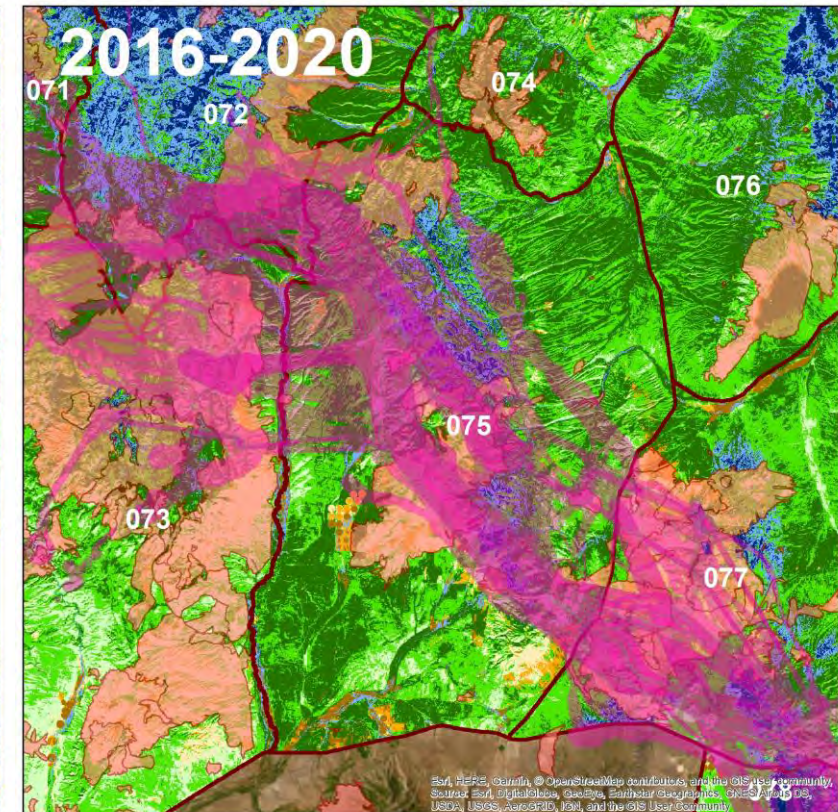 2016-2020
071
072
074
076
075
073
077
Esri, HERE, Garmin, © OpenStreetMap contributors, and the GIS user community,
Source: Esri, DigitalGlobe, GeoEye, Earthstar Geographics, CNES/Airbus DS,
USDA, USGS, AeroGRID, IGN, and the GIS User Community